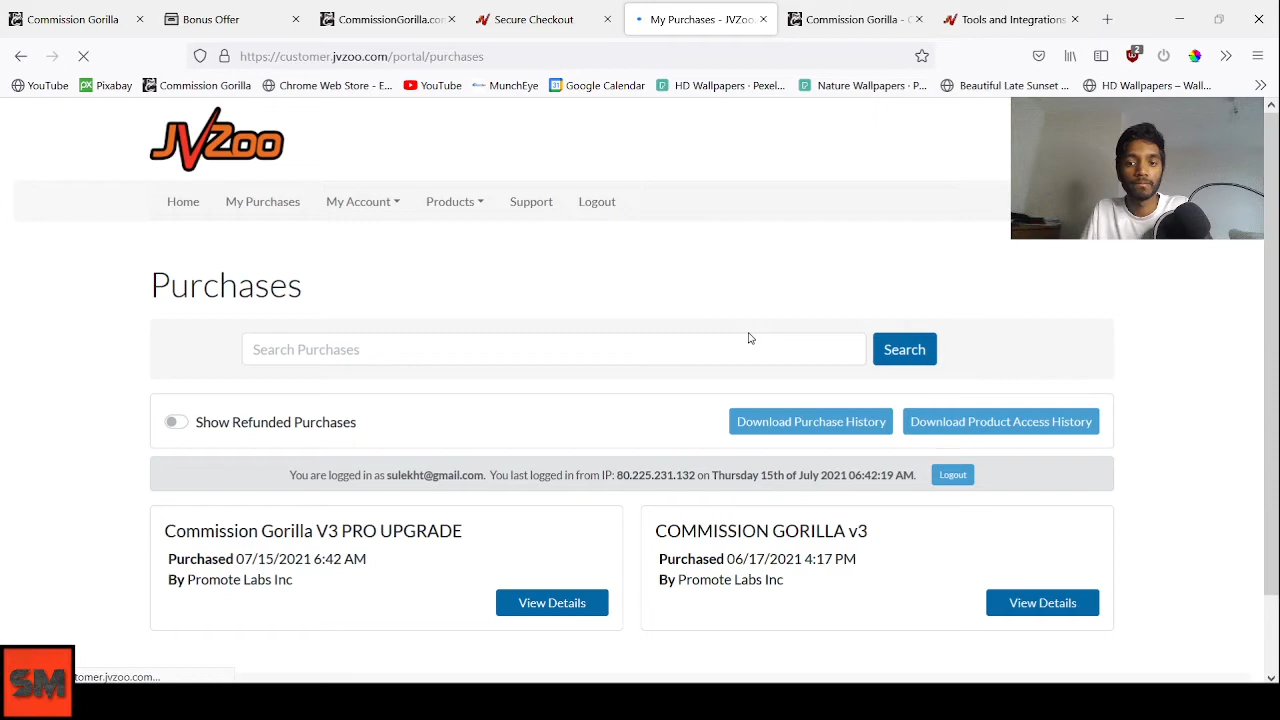 Commission Gorilla
Bonus Offer
CommissionGorilla.con
Secure Checkout
My Purchases - JVZoo.
Commission Gorilla - C
Tools and Integrations
https://customer.jvzoo.com/portal/purchases
2
YouTube
Pixabay
Commission Gorilla
Chrome Web Store - E...
YouTube
MunchEye
Google Calendar
HD Wallpapers · Pexel...
Nature Wallpapers · P...
Beautiful Late Sunset ...
HD Wallpapers – Wall...
JVZoo
Home
My Purchases
My Account
Products
Support
Logout
Purchases
Search Purchases
Search
Show Refunded Purchases
Download Purchase History
Download Product Access History
You are logged in as sulekht@gmail.com. You last logged in from IP: 80.225.231.132 on Thursday 15th of July 2021 06:42:19 AM.
Logout
Commission Gorilla V3 PRO UPGRADE
Purchased 07/15/2021 6:42 AM
By Promote Labs Inc
View Details
COMMISSION GORILLA v3
Purchased 06/17/2021 4:17 PM
By Promote Labs Inc
View Details
tomer.jvzoo.com...
SM